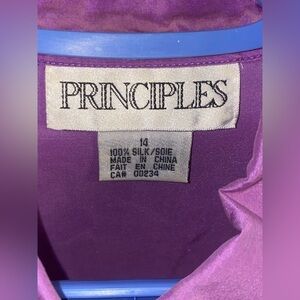 PRINCIPLES
14
100% SILK/SOIE
MADE IN CHINA
FAIT EN CHINE
CA# 00234